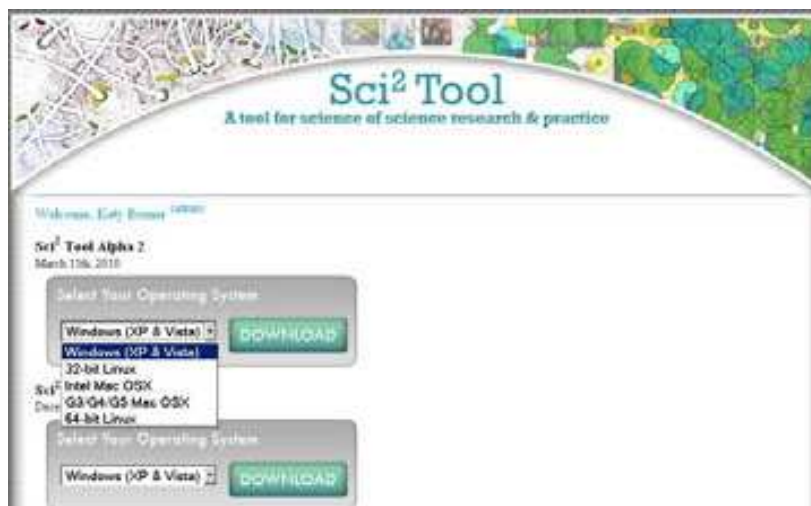 Sci² Tool
A tool for science of science research & practice
Welcome, Katy Borner
Sci² Tool Alpha 2
March 15th, 2010
Select Your Operating System
Windows (XP & Vista) DOWNLOAD
Windows (XP & Vista)
32-bit Linux
Intel Mac OSX
G3/G4/G5 Mac OSX
64-bit Linux
Sci²
Dece
Select Your Operating System
Windows (XP & Vista) DOWNLOAD